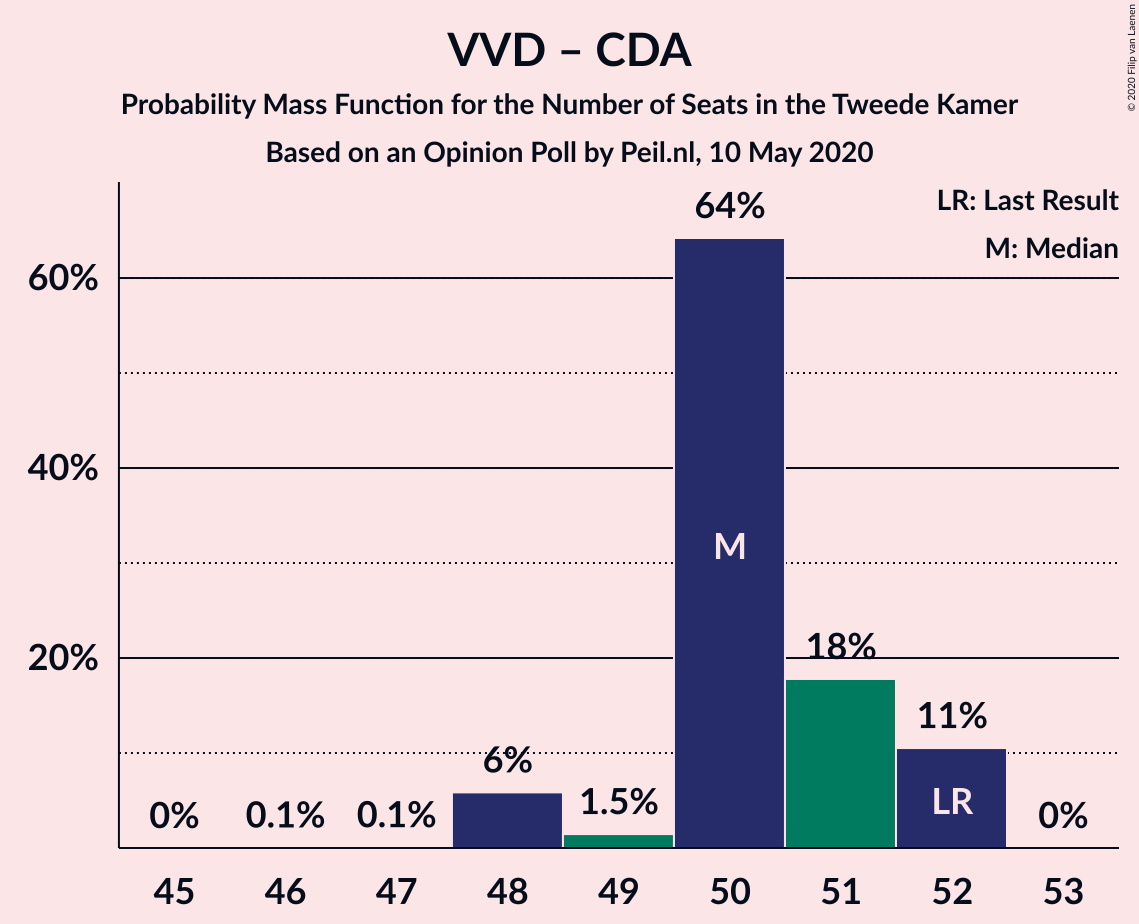 VVD – CDA
Probability Mass Function for the Number of Seats in the Tweede Kamer
Based on an Opinion Poll by Peil.nl, 10 May 2020
© 2020 Filip van Laenen
LR: Last Result
M: Median
60%
40%
20%
0%
0.1%
0.1%
6%
1.5%
64%
M
18%
11%
LR
0%
45 46 47 48 49 50 51 52 53